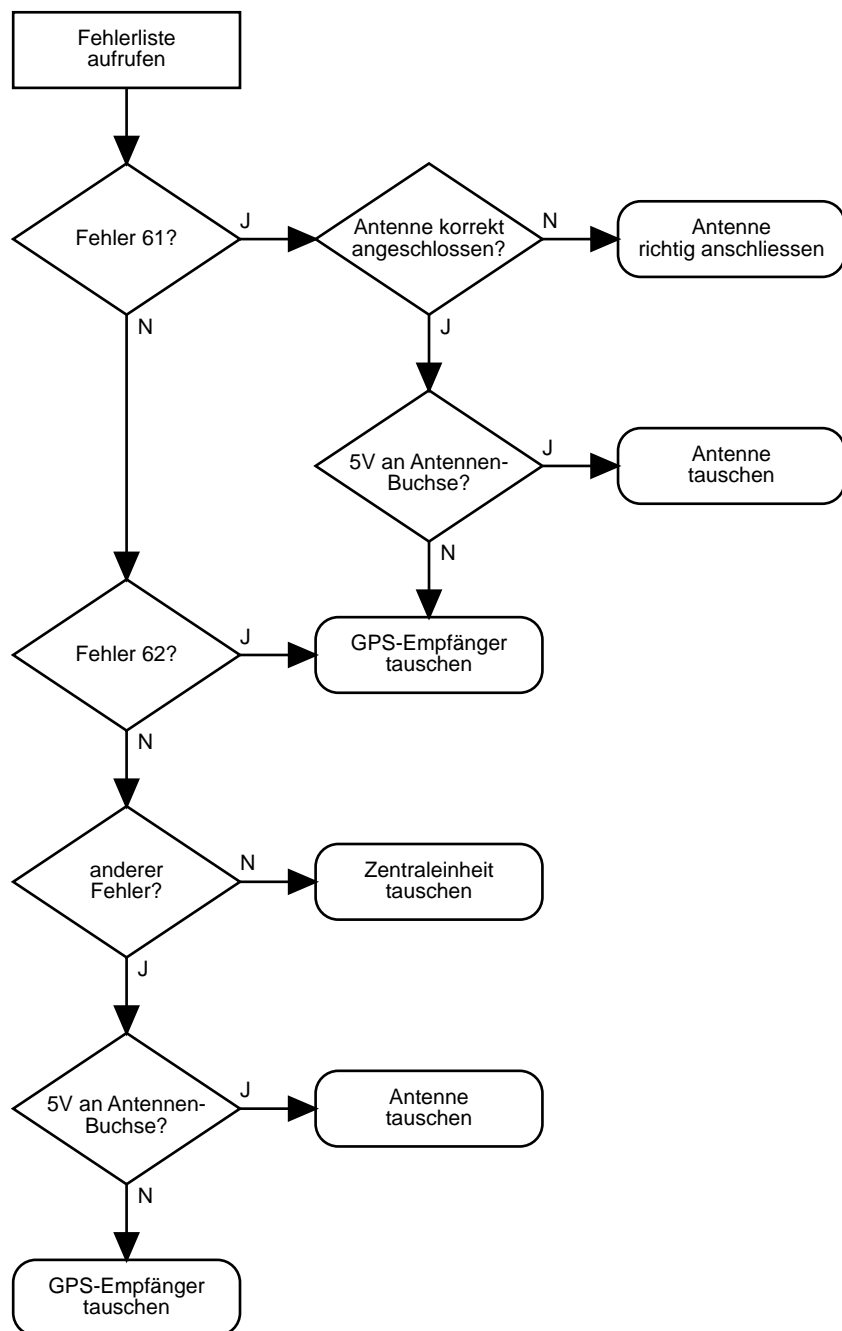 Fehlerliste
aufrufen
Fehler 61?
J
Antenne korrekt
angeschlossen?
N
Antenne
richtig anschliessen
N
J
5V an Antennen-
Buchse?
J
Antenne
tauschen
N
Fehler 62?
J
GPS-Empfänger
tauschen
N
anderer
Fehler?
N
Zentraleinheit
tauschen
J
5V an Antennen-
Buchse?
J
Antenne
tauschen
N
GPS-Empfänger
tauschen